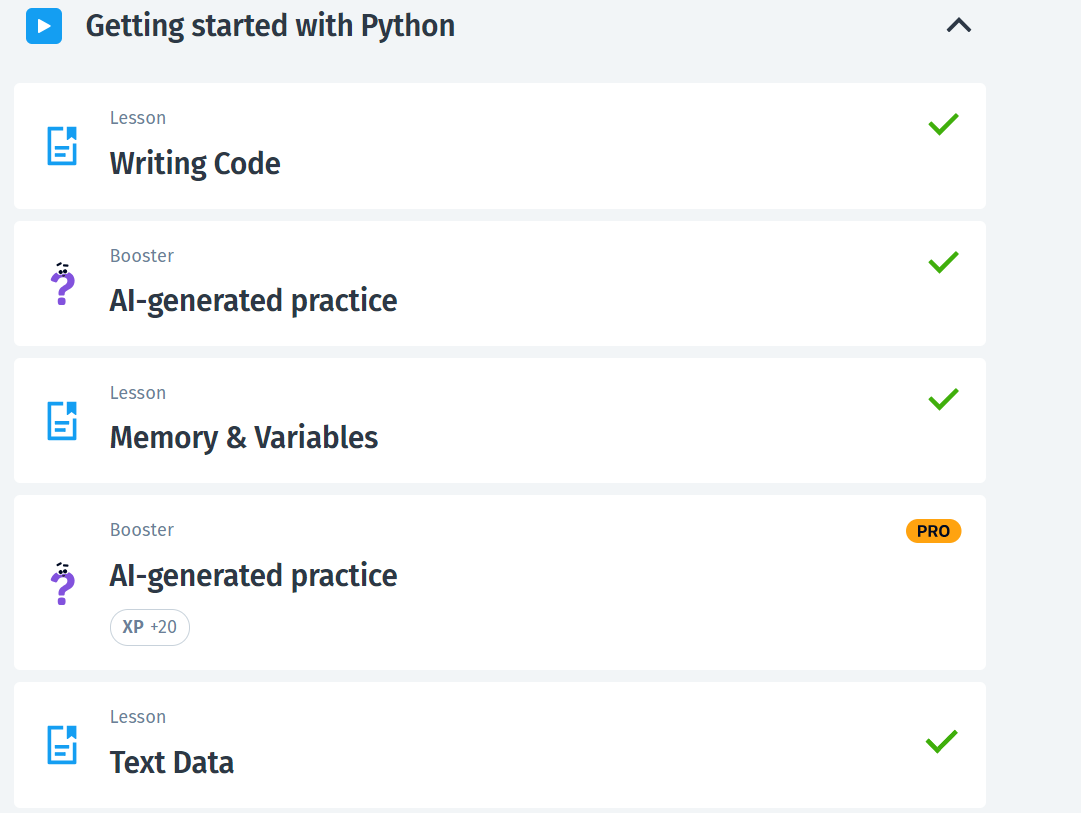 Getting started with Python
Lesson
Writing Code
Booster
AI-generated practice
Lesson
Memory & Variables
Booster
PRO
AI-generated practice
XP +20
Lesson
Text Data